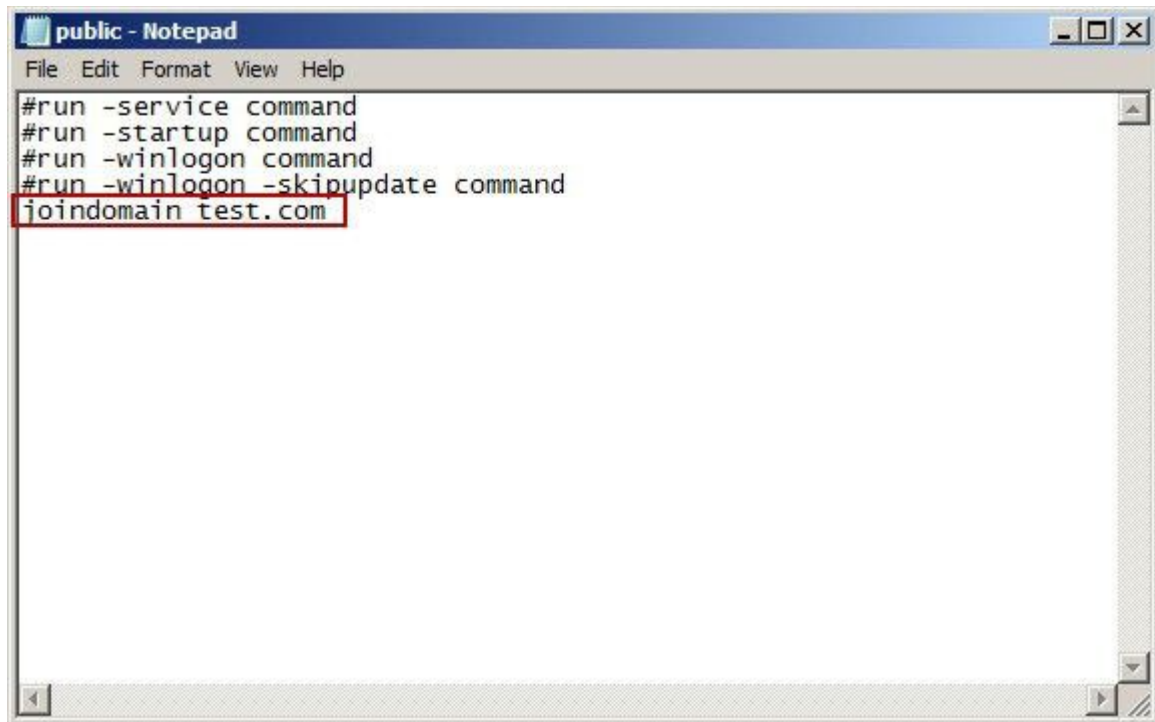 public - Notepad
File Edit Format View Help
#run -service command
#run -startup command
#run -winlogon command
#run -winlogon -skipupdate command
joindomain test.com